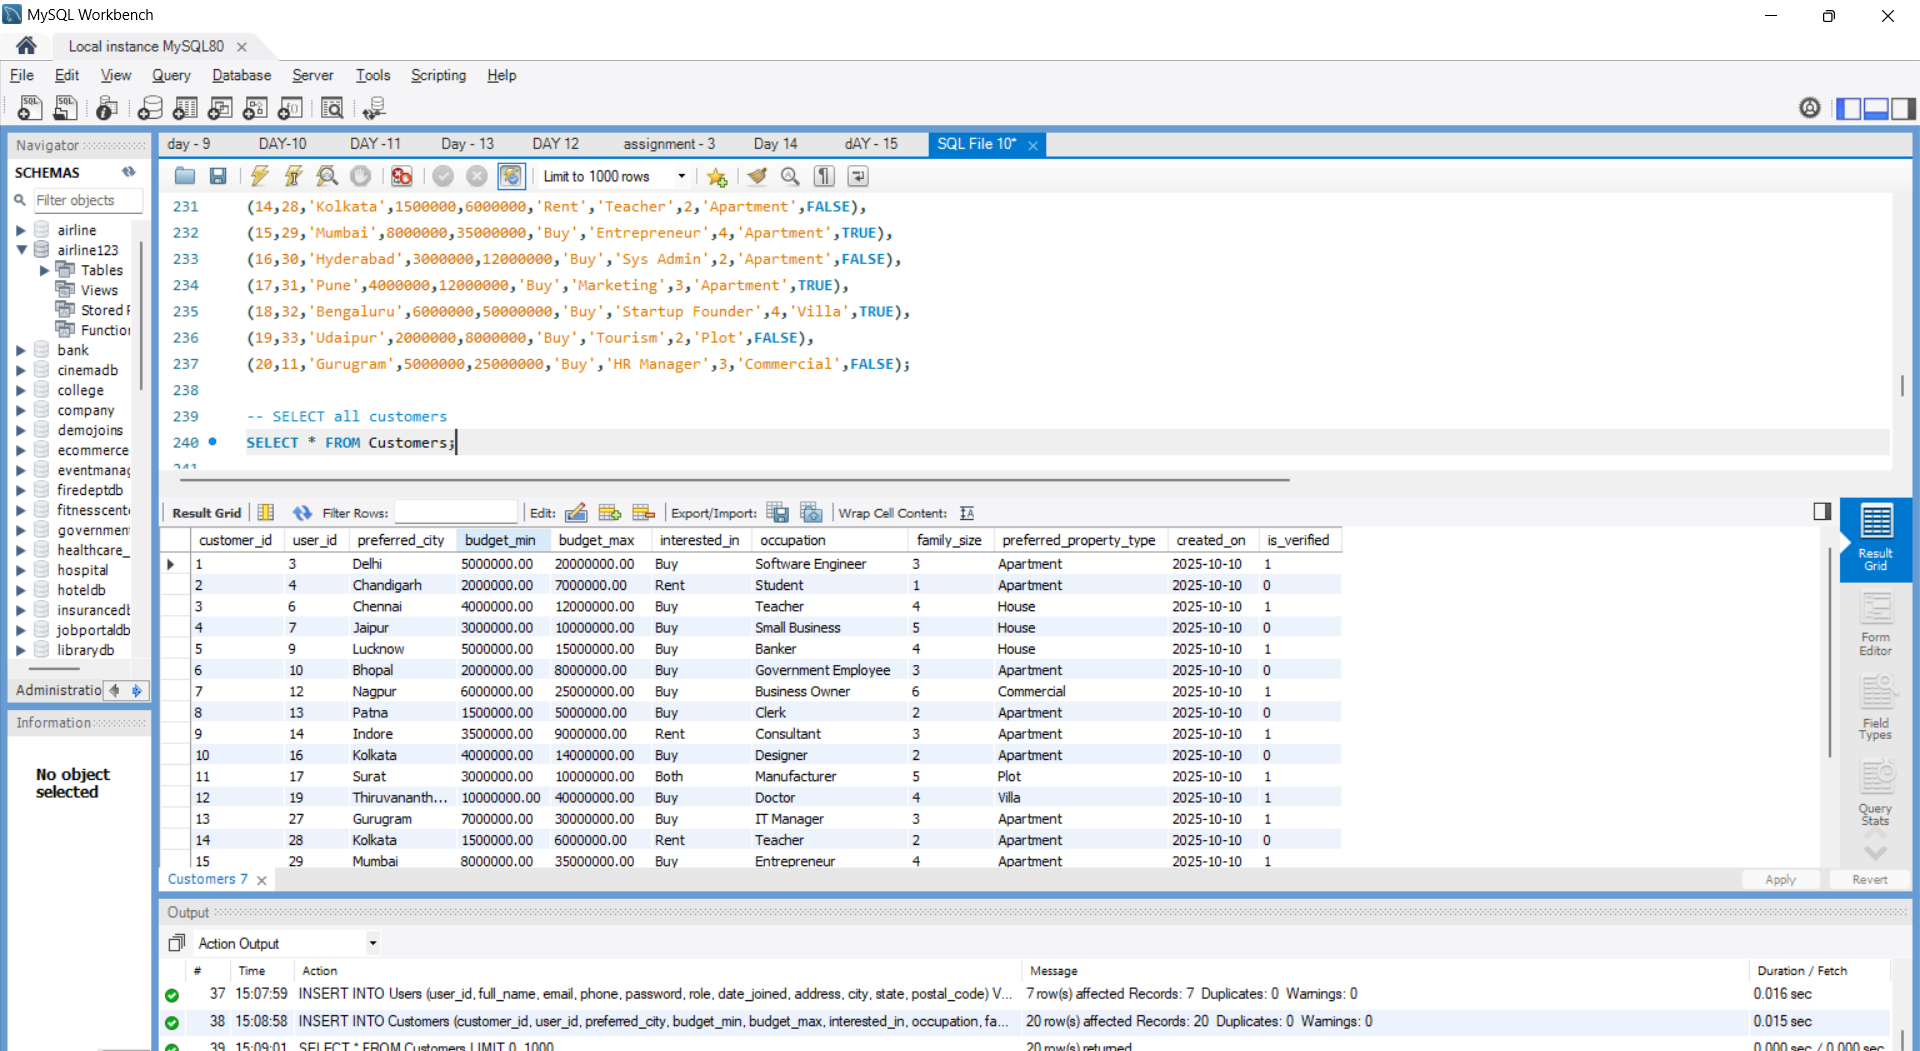 MySQL Workbench
Local instance MySQL80
File Edit View Query Database Server Tools Scripting Help
Navigator
day - 9 DAY-10 DAY -11 Day - 13 DAY 12 assignment - 3 Day 14 dAY - 15 SQL File 10*
SCHEMAS
Filter objects
airline
airline123
Tables
Views
Stored P
Function
bank
cinemadb
college
company
demojoins
ecommerce
eventmanag
firedeptdb
fitnesscent
government
healthcare_
hospital
hoteldb
insurancedb
jobportaldb
librarydb
Administratio
Information
No object
selected
Limit to 1000 rows
231 (14,28,'Kolkata',1500000,6000000,'Rent','Teacher',2,'Apartment',FALSE),
232 (15,29,'Mumbai',8000000,35000000,'Buy','Entrepreneur',4,'Apartment',TRUE),
233 (16,30,'Hyderabad',3000000,12000000,'Buy','Sys Admin',2,'Apartment',FALSE),
234 (17,31,'Pune',4000000,12000000,'Buy','Marketing',3,'Apartment',TRUE),
235 (18,32,'Bengaluru',6000000,50000000,'Buy','Startup Founder',4,'Villa',TRUE),
236 (19,33,'Udaipur',2000000,8000000,'Buy','Tourism',2,'Plot',FALSE),
237 (20,11,'Gurugram',5000000,25000000,'Buy','HR Manager',3,'Commercial',FALSE);
238
239 -- SELECT all customers
240 SELECT * FROM Customers;
241
Result Grid Filter Rows: Edit: Export/Import: Wrap Cell Content:
customer_id user_id preferred_city budget_min budget_max interested_in occupation family_size preferred_property_type created_on is_verified
1 3 Delhi 5000000.00 20000000.00 Buy Software Engineer 3 Apartment 2025-10-10 1
2 4 Chandigarh 2000000.00 7000000.00 Rent Student 1 Apartment 2025-10-10 0
3 6 Chennai 4000000.00 12000000.00 Buy Teacher 4 House 2025-10-10 1
4 7 Jaipur 3000000.00 10000000.00 Buy Small Business 5 House 2025-10-10 0
5 9 Lucknow 5000000.00 15000000.00 Buy Banker 4 House 2025-10-10 1
6 10 Bhopal 2000000.00 8000000.00 Buy Government Employee 3 Apartment 2025-10-10 0
7 12 Nagpur 6000000.00 25000000.00 Buy Business Owner 6 Commercial 2025-10-10 1
8 13 Patna 1500000.00 5000000.00 Buy Clerk 2 Apartment 2025-10-10 0
9 14 Indore 3500000.00 9000000.00 Rent Consultant 3 Apartment 2025-10-10 1
10 16 Kolkata 4000000.00 14000000.00 Buy Designer 2 Apartment 2025-10-10 0
11 17 Surat 3000000.00 10000000.00 Both Manufacturer 5 Plot 2025-10-10 1
12 19 Thiruvananth... 10000000.00 40000000.00 Buy Doctor 4 Villa 2025-10-10 1
13 27 Gurugram 7000000.00 30000000.00 Buy IT Manager 3 Apartment 2025-10-10 1
14 28 Kolkata 1500000.00 6000000.00 Rent Teacher 2 Apartment 2025-10-10 0
15 29 Mumbai 8000000.00 35000000.00 Buy Entrepreneur 4 Apartment 2025-10-10 1
Result
Grid
Form
Editor
Field
Types
Query
Stats
Customers 7 Apply Revert
Output
Action Output
# Time Action Message Duration / Fetch
37 15:07:59 INSERT INTO Users (user_id, full_name, email, phone, password, role, date_joined, address, city, state, postal_code) V... 7 row(s) affected Records: 7 Duplicates: 0 Warnings: 0 0.016 sec
38 15:08:58 INSERT INTO Customers (customer_id, user_id, preferred_city, budget_min, budget_max, interested_in, occupation, fa... 20 row(s) affected Records: 20 Duplicates: 0 Warnings: 0 0.015 sec
39 15:09:01 SELECT * FROM Customers LIMIT 0, 1000 20 row(s) returned 0.000 sec / 0.000 sec